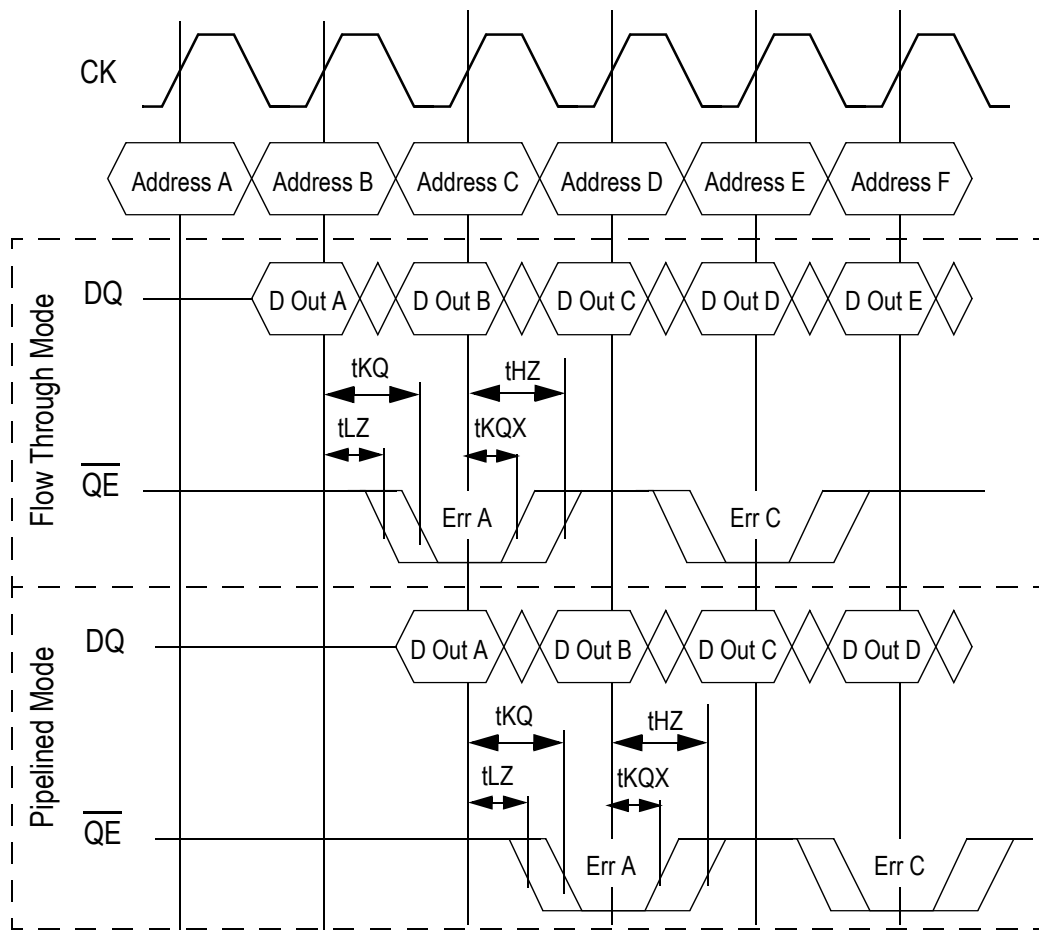 CK
Address A Address B Address C Address D Address E Address F
Flow Through Mode
DQ
D Out A D Out B D Out C D Out D D Out E
tKQ tHZ
tLZ tKQX
QE
Err A Err C
Pipelined Mode
DQ
D Out A D Out B D Out C D Out D
tKQ tHZ
tLZ tKQX
QE
Err A Err C